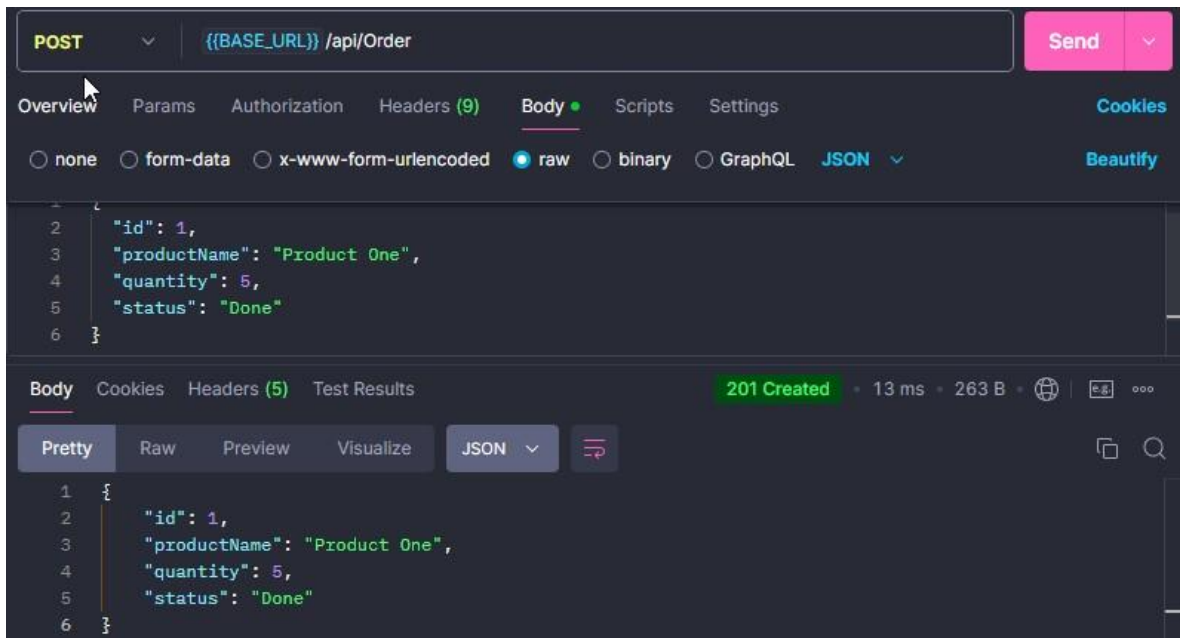 POST {{BASE_URL}} /api/Order Send
Overview Params Authorization Headers (9) Body Scripts Settings Cookies
none form-data x-www-form-urlencoded raw binary GraphQL JSON Beautify
2 "id": 1,
3 "productName": "Product One",
4 "quantity": 5,
5 "status": "Done"
6 }
Body Cookies Headers (5) Test Results 201 Created 13 ms 263 B e.g.
Pretty Raw Preview Visualize JSON
1 {
2 "id": 1,
3 "productName": "Product One",
4 "quantity": 5,
5 "status": "Done"
6 }